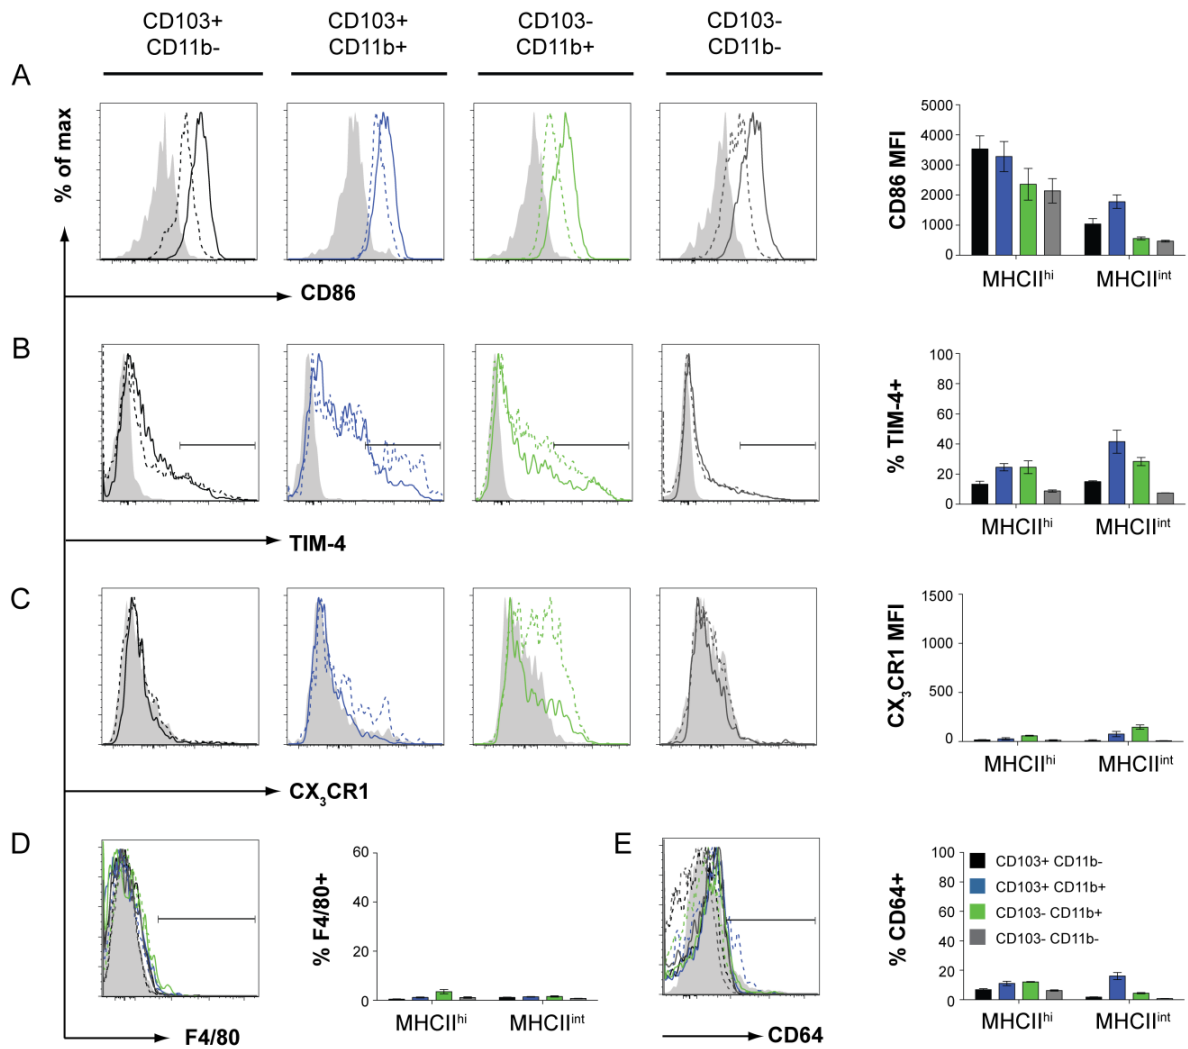 CD103+
CD11b-
CD103+
CD11b+
CD103-
CD11b+
CD103-
CD11b-
A
% of max
CD86
CD86 MFI
5000
4000
3000
2000
1000
0
MHCIIhi
MHCIIint
B
TIM-4
% TIM-4+
100
80
60
40
20
0
MHCIIhi
MHCIIint
C
CX3CR1
CX3CR1 MFI
1500
1000
500
0
MHCIIhi
MHCIIint
D
F4/80
% F4/80+
60
40
20
0
MHCIIhi
MHCIIint
E
CD64
% CD64+
100
80
60
40
20
0
CD103+ CD11b-
CD103+ CD11b+
CD103- CD11b+
CD103- CD11b-
MHCIIhi
MHCIIint